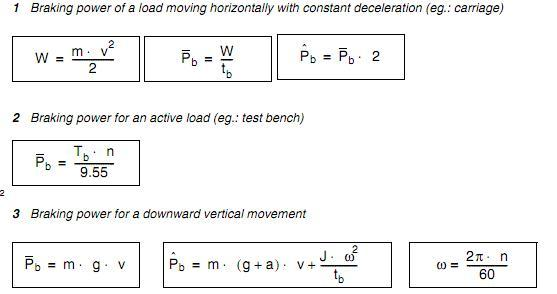 1 Braking power of a load moving horizontally with constant deceleration (eg.: carriage)
W = m · v² / 2
P̄b = W / tb
P̂b = P̄b · 2
2 Braking power for an active load (eg.: test bench)
P̄b = Tb · n / 9.55
2
3 Braking power for a downward vertical movement
P̄b = m · g · v
P̂b = m · (g + a) · v + J · ω² / tb
ω = 2π · n / 60